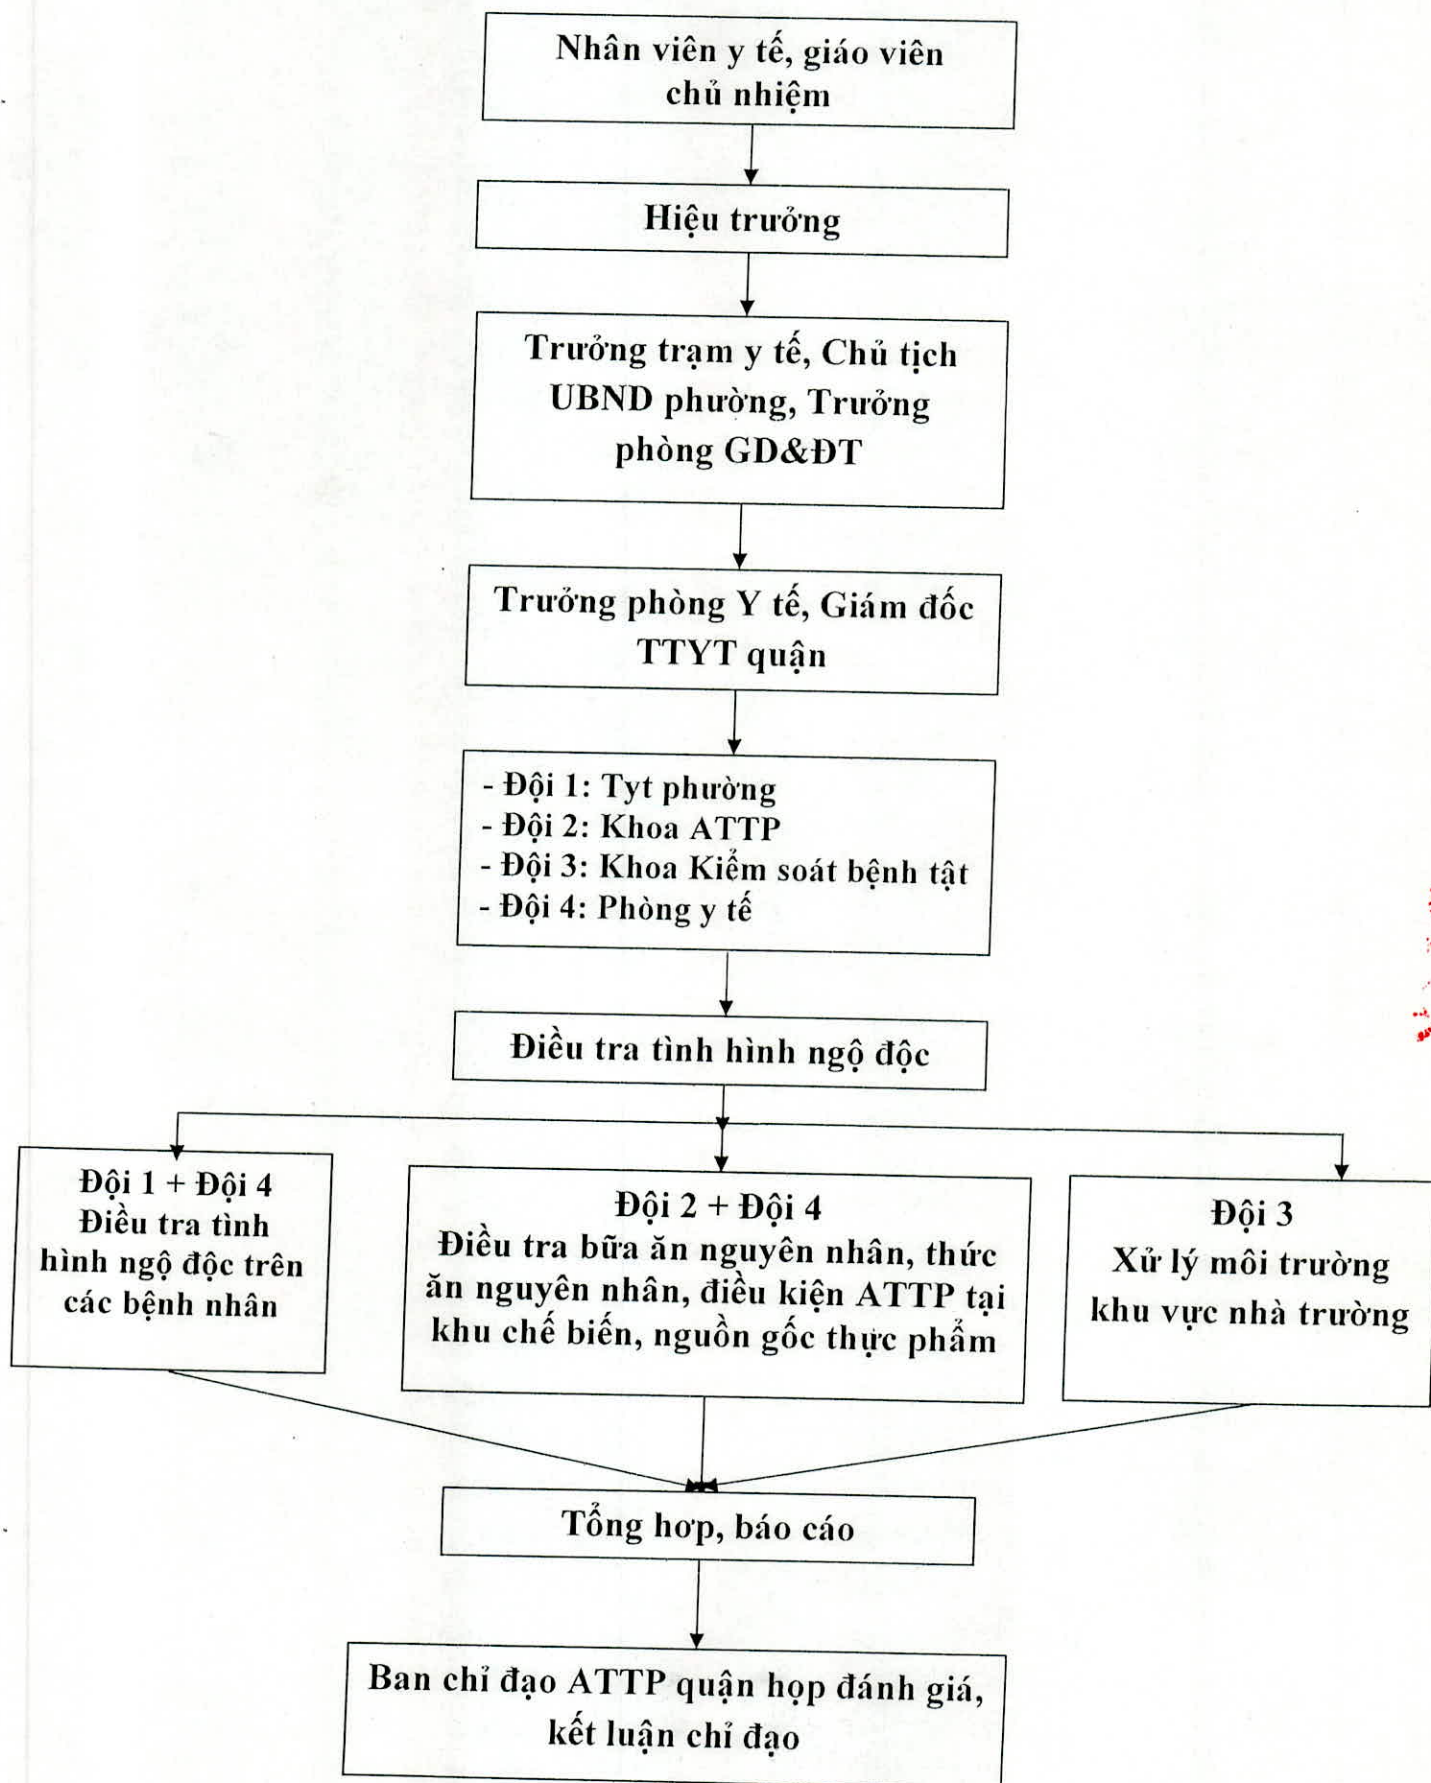 Nhân viên y tế, giáo viên
chủ nhiệm
Hiệu trưởng
Trưởng trạm y tế, Chủ tịch
UBND phường, Trưởng
phòng GD&ĐT
Trưởng phòng Y tế, Giám đốc
TTYT quận
- Đội 1: Tyt phường
- Đội 2: Khoa ATTP
- Đội 3: Khoa Kiểm soát bệnh tật
- Đội 4: Phòng y tế
Điều tra tình hình ngộ độc
Đội 1 + Đội 4
Điều tra tình
hình ngộ độc trên
các bệnh nhân
Đội 2 + Đội 4
Điều tra bữa ăn nguyên nhân, thức
ăn nguyên nhân, điều kiện ATTP tại
khu chế biến, nguồn gốc thực phẩm
Đội 3
Xử lý môi trường
khu vực nhà trường
Tổng hơp, báo cáo
Ban chỉ đạo ATTP quận họp đánh giá,
kết luận chỉ đạo